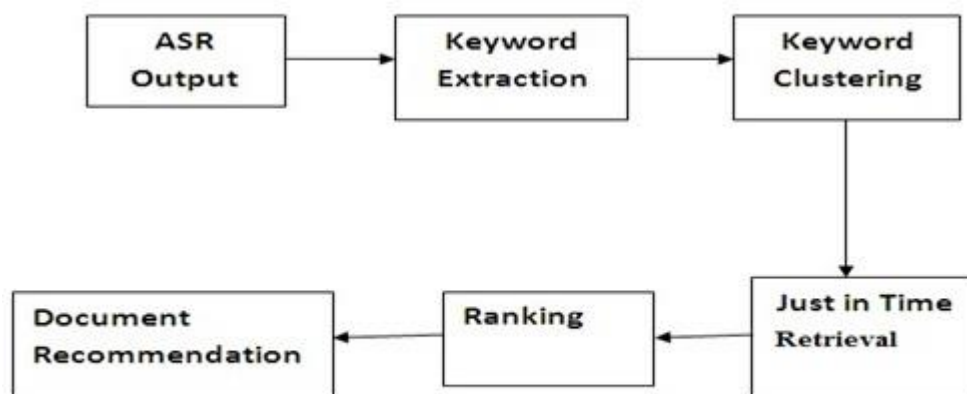 ASR
Output
Keyword
Extraction
Keyword
Clustering
Just in Time
Retrieval
Ranking
Document
Recommendation